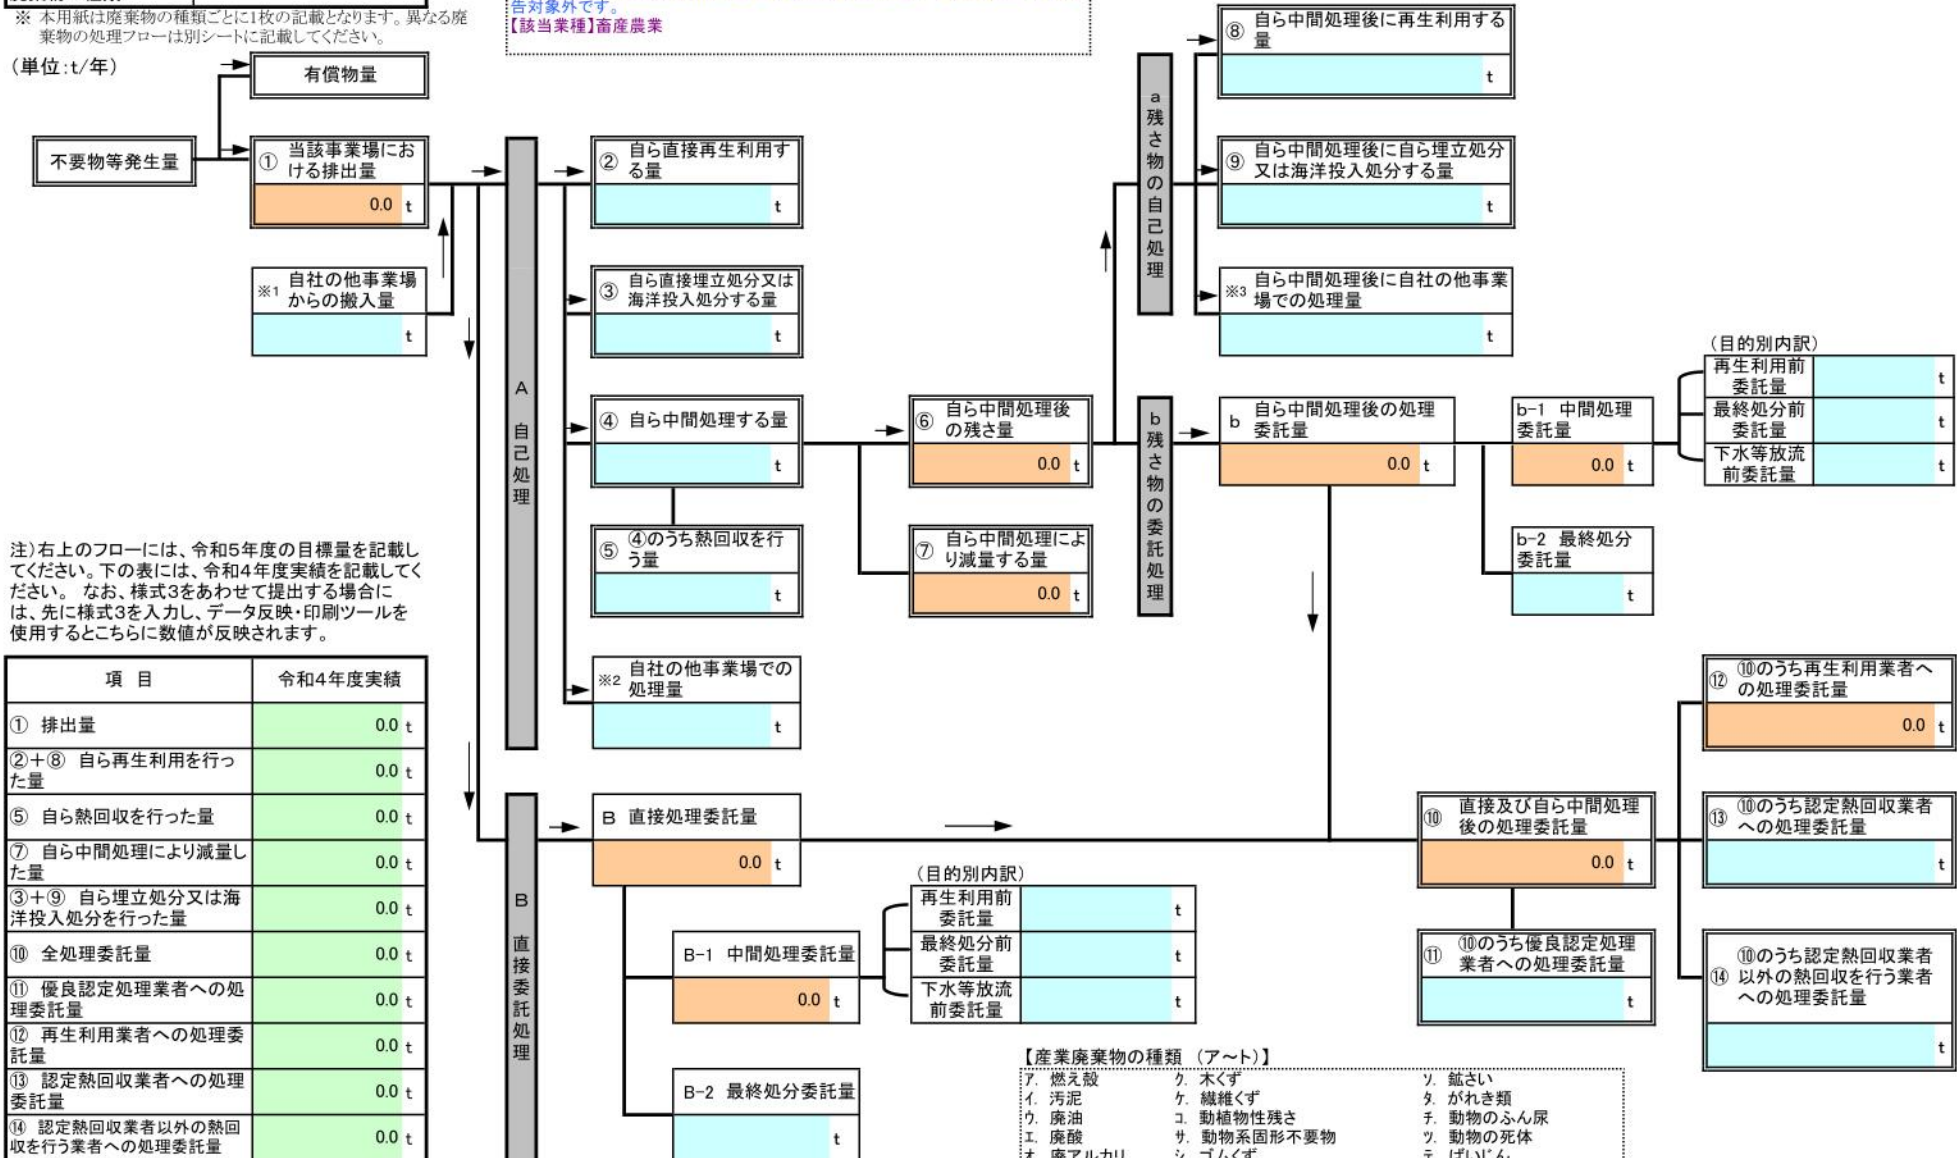 ※ 本用紙は廃棄物の種類ごとに1枚の記載となります。異なる廃
棄物の処理フローは別シートに記載してください。
告対象外です。
【該当業種】畜産農業
(単位:t/年)
有償物量
不要物等発生量
① 当該事業場にお
ける排出量
0.0 t
※1 自社の他事業場
からの搬入量
t
A 自己処理
② 自ら直接再生利用す
る量
t
③ 自ら直接埋立処分又は
海洋投入処分する量
t
④ 自ら中間処理する量
t
⑤ ④のうち熱回収を行
う量
t
※2 自社の他事業場での
処理量
t
⑥ 自ら中間処理後
の残さ量
0.0 t
⑦ 自ら中間処理によ
り減量する量
0.0 t
a 残さ物の自己処理
⑧ 自ら中間処理後に再生利用する
量
t
⑨ 自ら中間処理後に自ら埋立処分
又は海洋投入処分する量
t
※3 自ら中間処理後に自社の他事業
場での処理量
t
b 残さ物の委託処理
b 自ら中間処理後の処理
委託量
0.0 t
b-1 中間処理
委託量
0.0 t
b-2 最終処分
委託量
t
(目的別内訳)
再生利用前
委託量
t
最終処分前
委託量
t
下水等放流
前委託量
t
注)右上のフローには、令和5年度の目標量を記載し
てください。下の表には、令和4年度実績を記載してく
ださい。 なお、様式3をあわせて提出する場合に
は、先に様式3を入力し、データ反映・印刷ツールを
使用するとこちらに数値が反映されます。
項 目 令和4年度実績
① 排出量 0.0 t
②+⑧ 自ら再生利用を行っ
た量 0.0 t
⑤ 自ら熱回収を行った量 0.0 t
⑦ 自ら中間処理により減量し
た量 0.0 t
③+⑨ 自ら埋立処分又は海
洋投入処分を行った量 0.0 t
⑩ 全処理委託量 0.0 t
⑪ 優良認定処理業者への処
理委託量 0.0 t
⑫ 再生利用業者への処理委
託量 0.0 t
⑬ 認定熱回収業者への処理
委託量 0.0 t
⑭ 認定熱回収業者以外の熱回
収を行う業者への処理委託量 0.0 t
B 直接委託処理
B 直接処理委託量
0.0 t
B-1 中間処理委託量
0.0 t
B-2 最終処分委託量
t
(目的別内訳)
再生利用前
委託量
t
最終処分前
委託量
t
下水等放流
前委託量
t
⑩ 直接及び自ら中間処理
後の処理委託量
0.0 t
⑪ ⑩のうち優良認定処理
業者への処理委託量
t
⑫ ⑩のうち再生利用業者へ
の処理委託量
0.0 t
⑬ ⑩のうち認定熱回収業者
への処理委託量
t
⑭ ⑩のうち認定熱回収業者
以外の熱回収を行う業者
への処理委託量
t
【産業廃棄物の種類 (ア~ト)】
ア. 燃え殻 ク. 木くず ソ. 鉱さい
イ. 汚泥 ケ. 繊維くず タ. がれき類
ウ. 廃油 コ. 動植物性残さ チ. 動物のふん尿
エ. 廃酸 サ. 動物系固形不要物 ツ. 動物の死体
オ. 廃アルカリ シ. ゴムくず テ. ばいじん